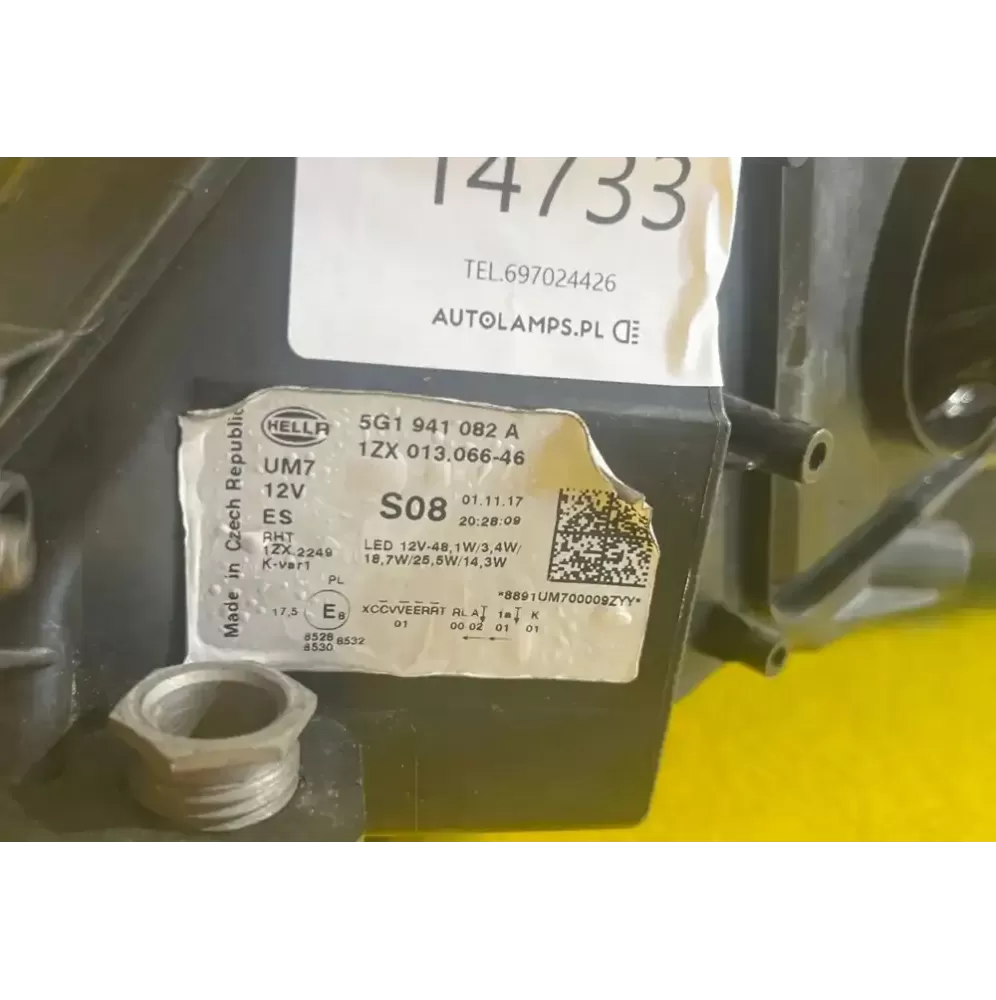 14733
TEL.697024426
AUTOLAMPS.PL
Made in Czech Republic
HELLA
5G1 941 082 A
1ZX 013.066-46
UM7
12V
ES
RHT
1ZX 2249
K-var1
S08
01.11.17
20:28:09
LED 12V-48,1W/3,4W/
18,7W/25,5W/14,3W
*8891UM700009ZYY*
PL
17,5
E8
XCCVVEERRT RL A 1a K
01 00 02 01 01
8528 8532
8530